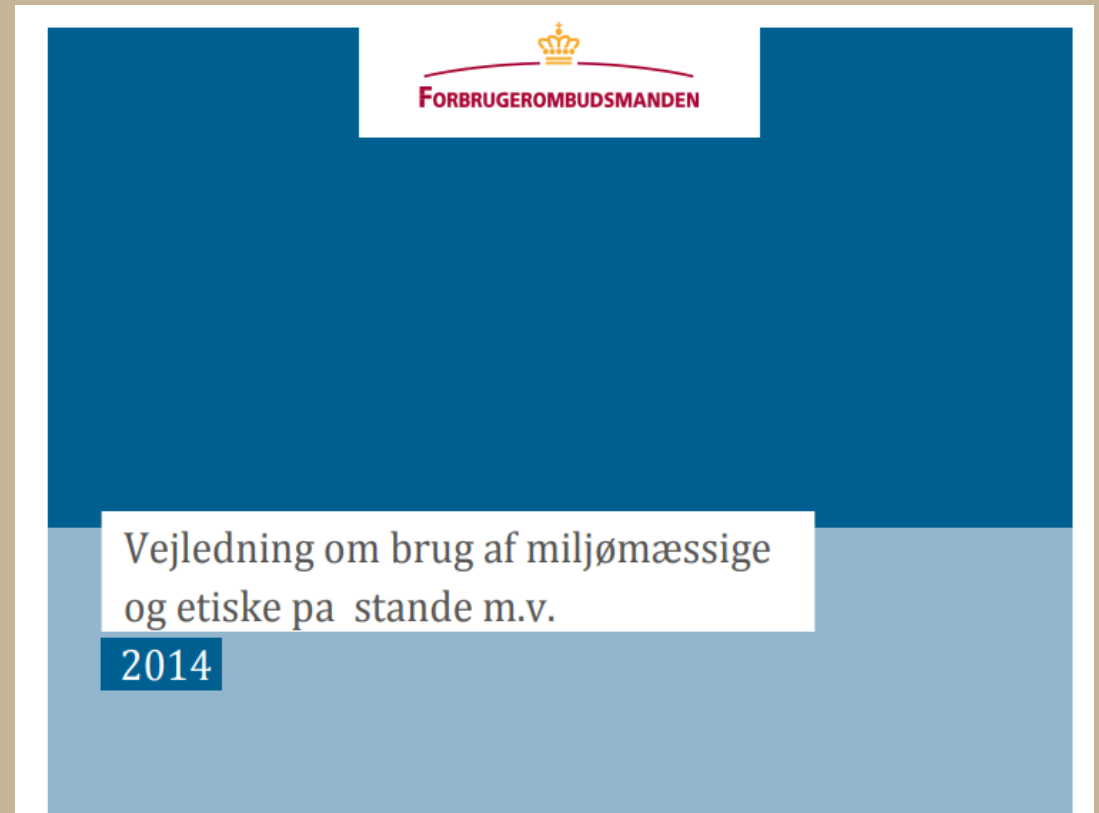 FORBRUGEROMBUDSMANDEN
Vejledning om brug af miljømæssige
og etiske pa stande m.v.
2014